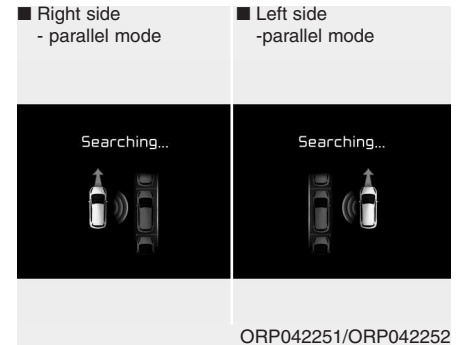 ■ Right side
- parallel mode
■ Left side
-parallel mode
Searching...
Searching...
ORP042251/ORP042252